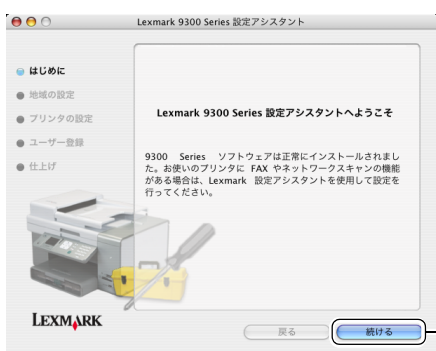 Lexmark 9300 Series 設定アシスタント
はじめに
地域の設定
プリンタの設定
ユーザー登録
仕上げ
Lexmark 9300 Series 設定アシスタントへようこそ
9300 Series ソフトウェアは正常にインストールされまし
た。お使いのプリンタに FAX やネットワークスキャンの機能
がある場合は、Lexmark 設定アシスタントを使用して設定を
行ってください。
LEXMARK
戻る
続ける